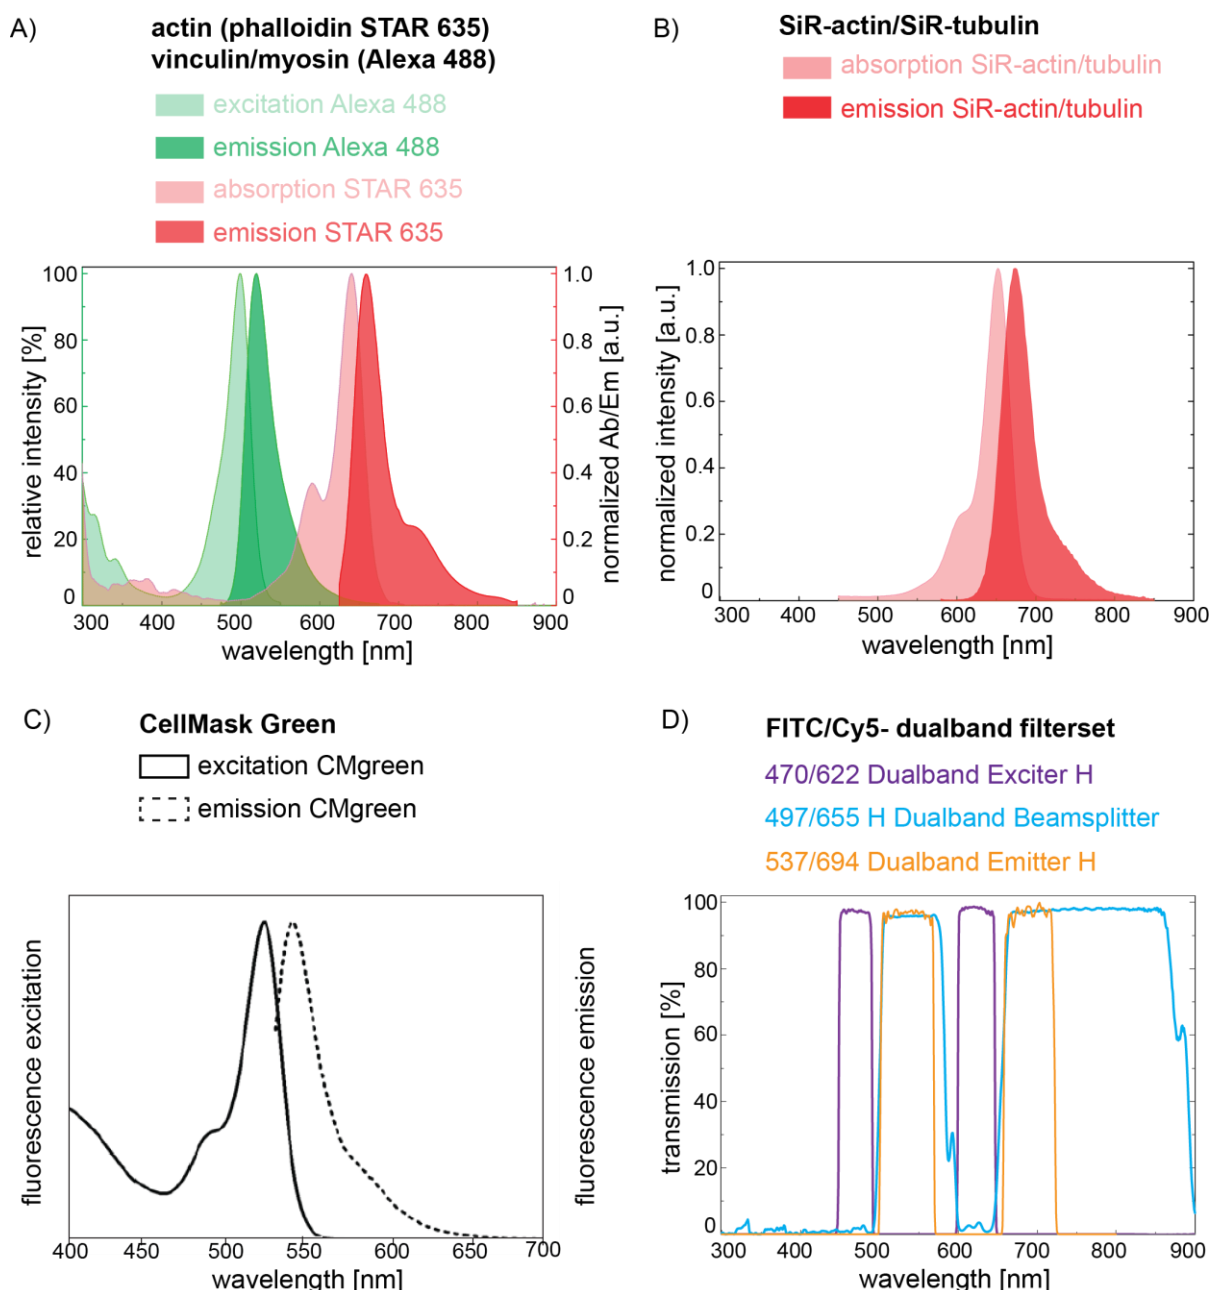 A)
actin (phalloidin STAR 635)
vinculin/myosin (Alexa 488)
excitation Alexa 488
emission Alexa 488
absorption STAR 635
emission STAR 635
relative intensity [%]
100
80
60
40
20
0
1.0
0.8
0.6
0.4
0.2
0
normalized Ab/Em [a.u.]
300 400 500 600 700 800 900
wavelength [nm]
B)
SiR-actin/SiR-tubulin
absorption SiR-actin/tubulin
emission SiR-actin/tubulin
normalized intensity [a.u.]
1.0
0.8
0.6
0.4
0.2
0
300 400 500 600 700 800 900
wavelength [nm]
C)
CellMask Green
excitation CMgreen
emission CMgreen
fluorescence excitation
fluorescence emission
400 450 500 550 600 650 700
wavelength [nm]
D)
FITC/Cy5- dualband filterset
470/622 Dualband Exciter H
497/655 H Dualband Beamsplitter
537/694 Dualband Emitter H
transmission [%]
100
80
60
40
20
0
300 400 500 600 700 800 900
wavelength [nm]